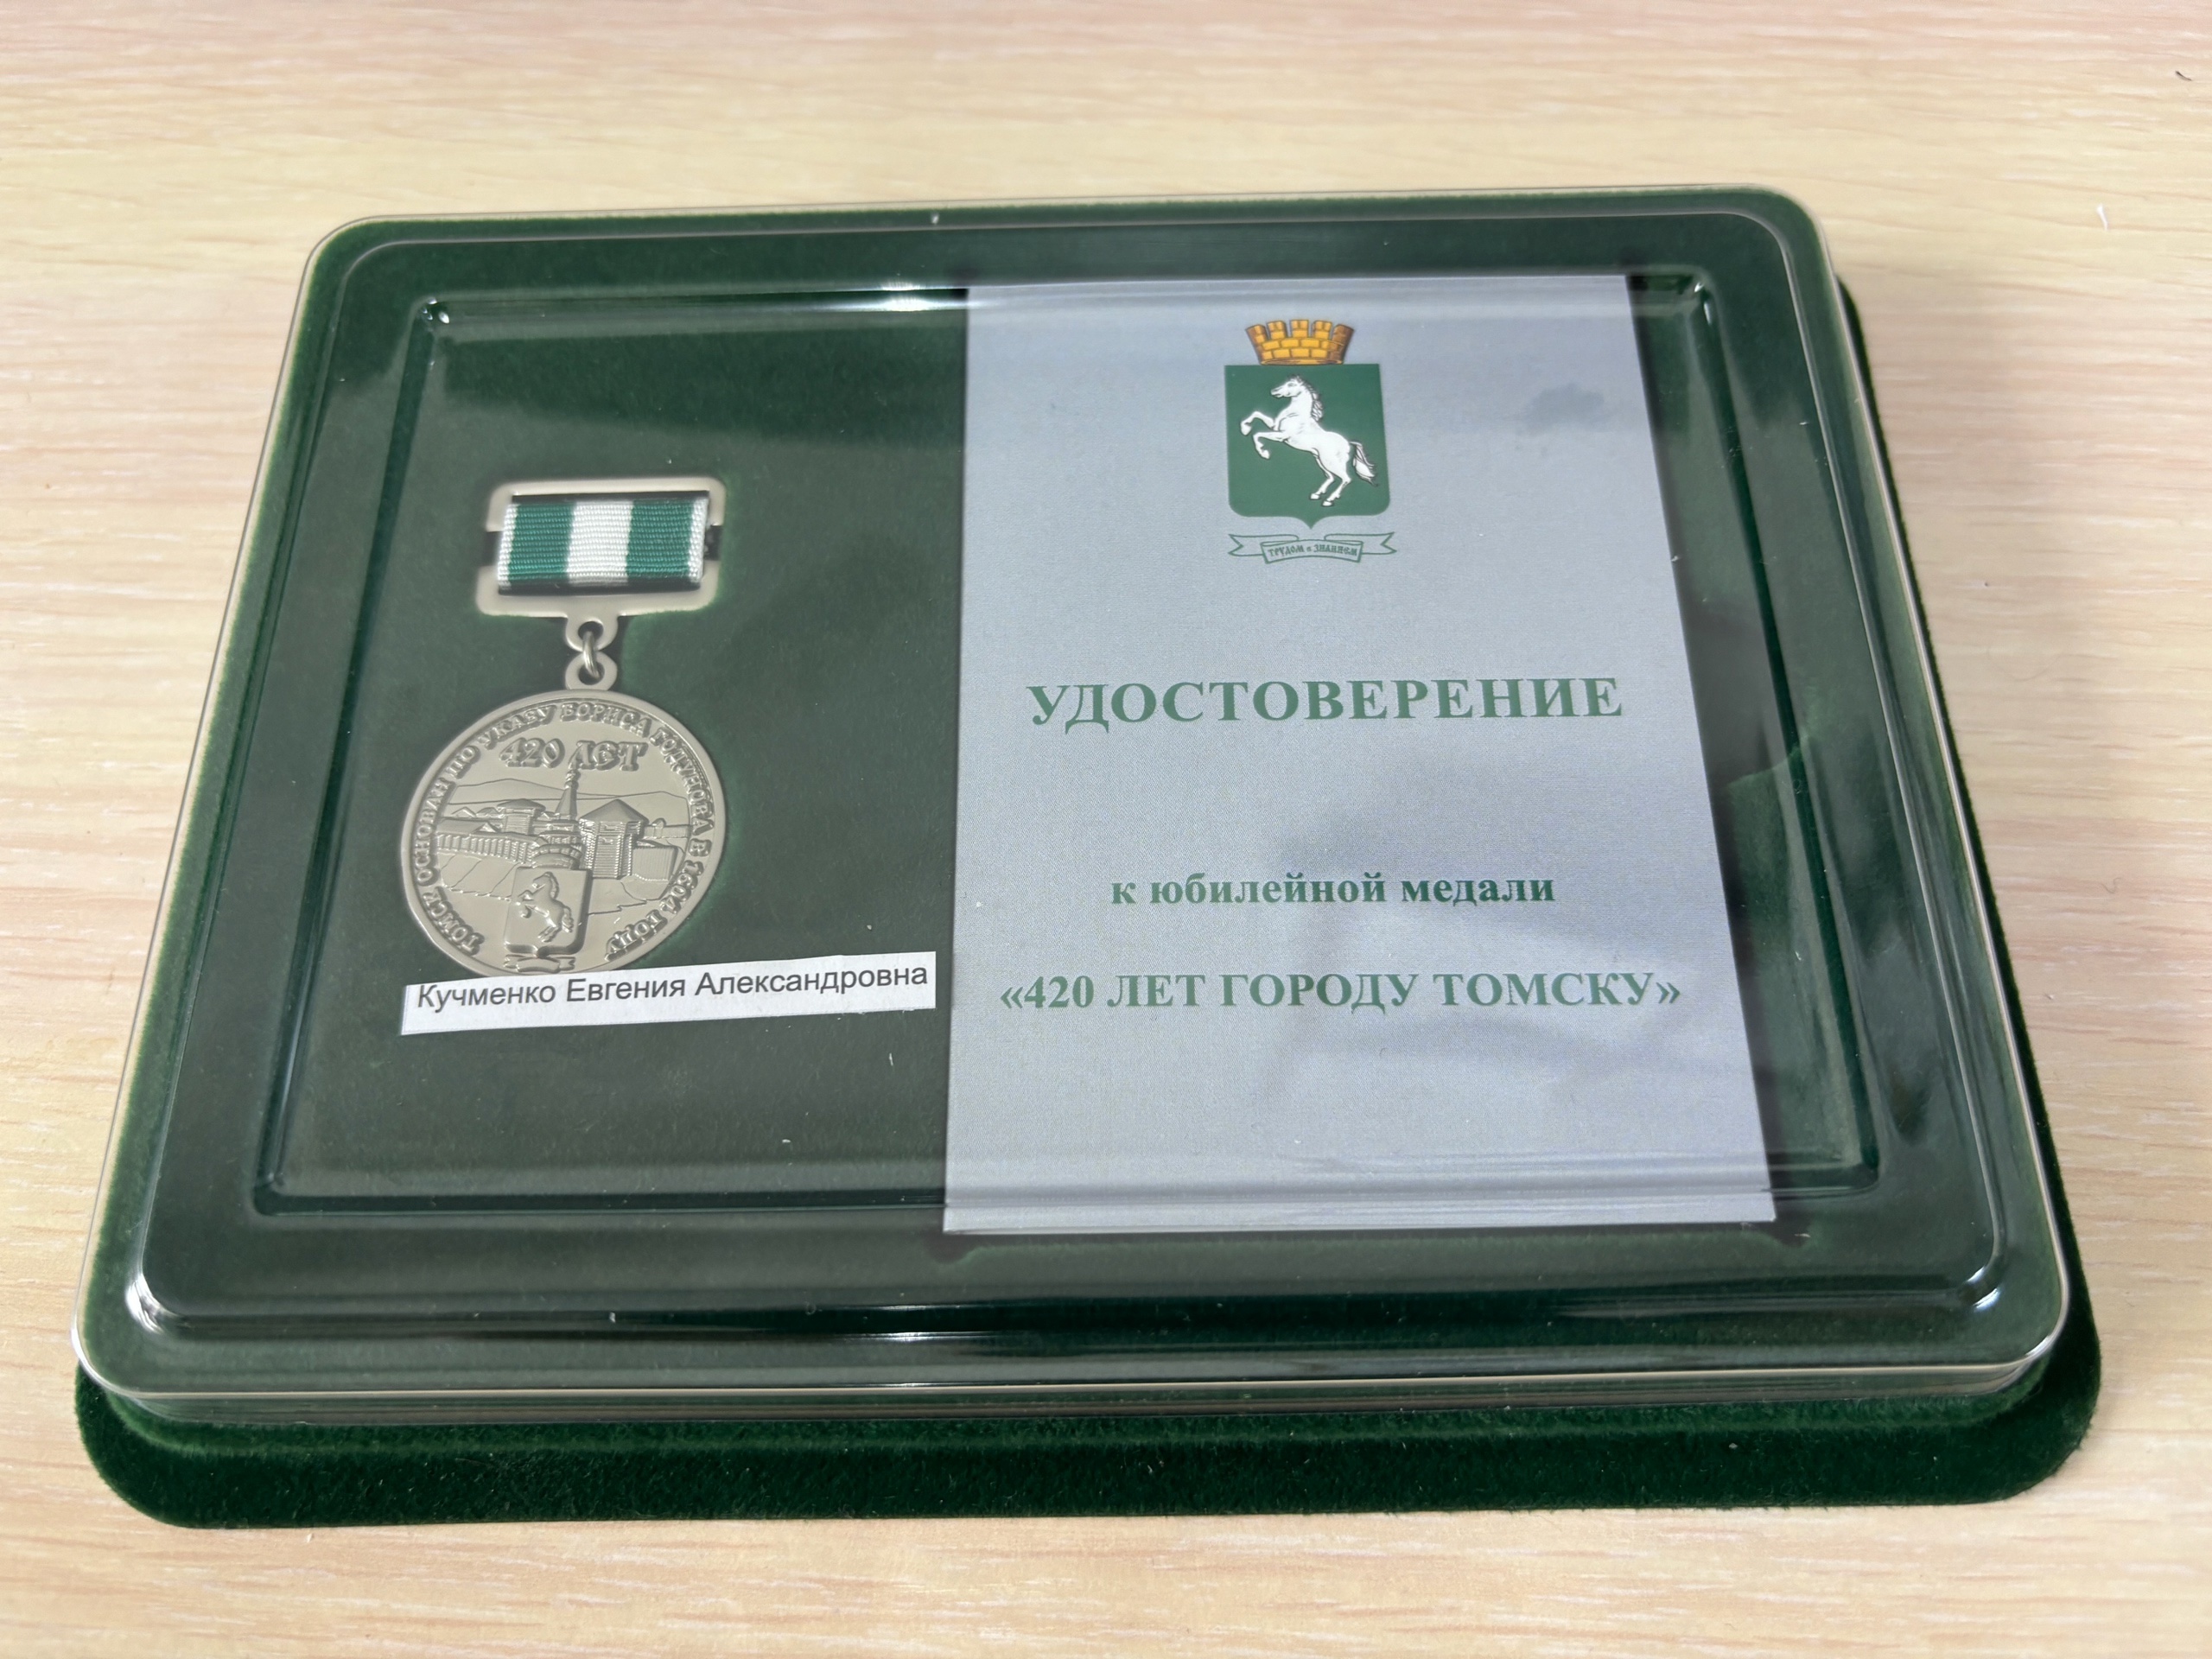 ТОМСК ОСНОВАН ПО УКАЗУ БОРИСА ГОДУНОВА В 1604 ГОДУ
420 ЛЕТ
Кучменко Евгения Александровна
ТРУДОМ и ЗНАНИЕМ
УДОСТОВЕРЕНИЕ
к юбилейной медали
«420 ЛЕТ ГОРОДУ ТОМСКУ»